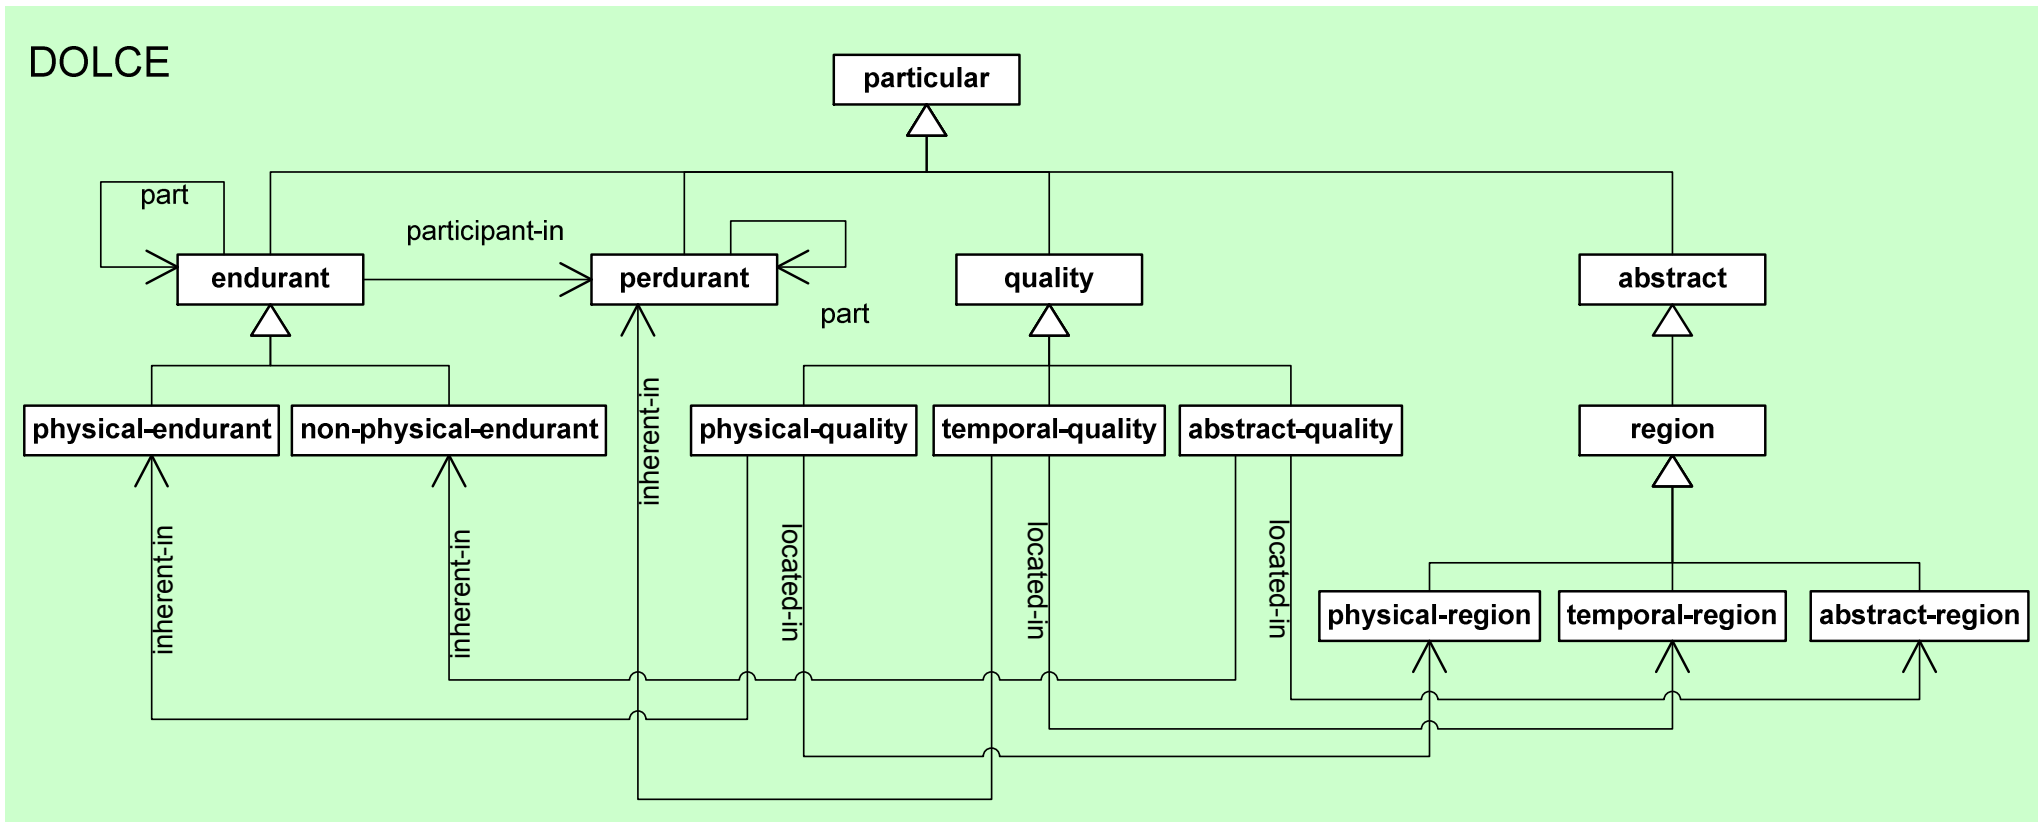 DOLCE
particular
part
participant-in
endurant
perdurant
quality
abstract
part
physical-endurant
non-physical-endurant
inherent-in
physical-quality
temporal-quality
abstract-quality
region
inherent-in
inherent-in
located-in
located-in
located-in
physical-region
temporal-region
abstract-region